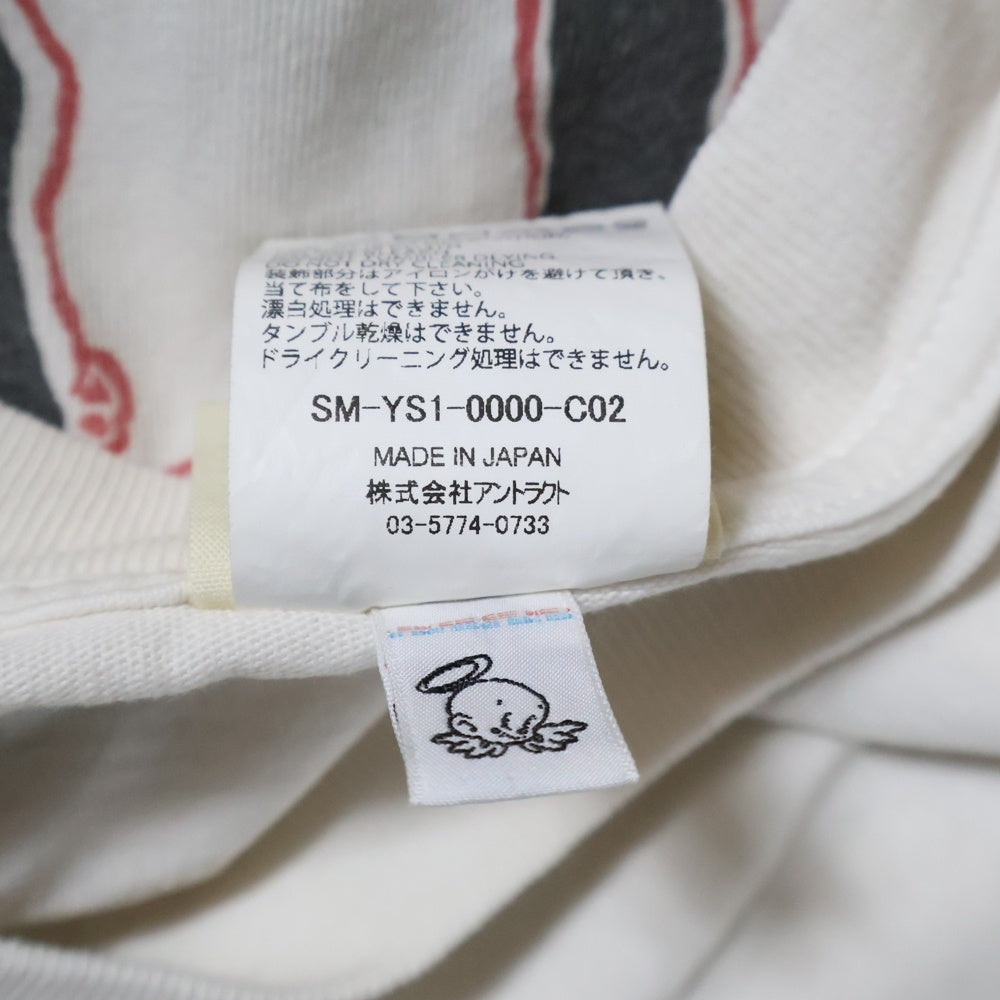 DO NOT DRY CLEANING
装飾部分はアイロンかけを避けて頂き、
当て布をして下さい。
漂白処理はできません。
タンブル乾燥はできません。
ドライクリーニング処理はできません。
SM-YS1-0000-C02
MADE IN JAPAN
株式会社アントラクト
03-5774-0733